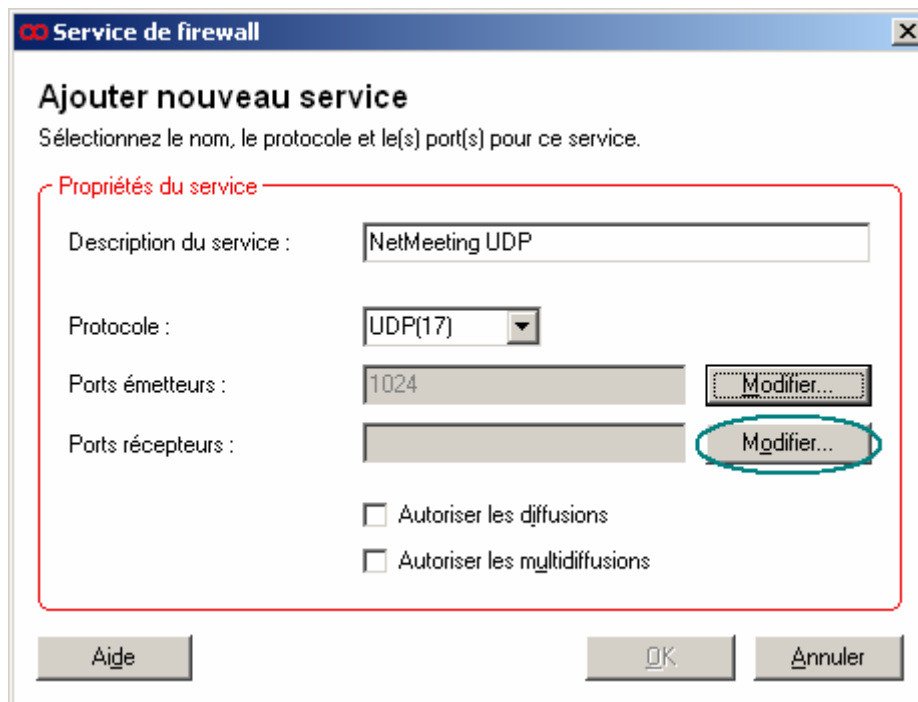 Service de firewall
Ajouter nouveau service
Sélectionnez le nom, le protocole et le(s) port(s) pour ce service.
Propriétés du service
Description du service : NetMeeting UDP
Protocole : UDP(17)
Ports émetteurs : 1024 Modifier...
Ports récepteurs : Modifier...
Autoriser les diffusions
Autoriser les multidiffusions
Aide OK Annuler